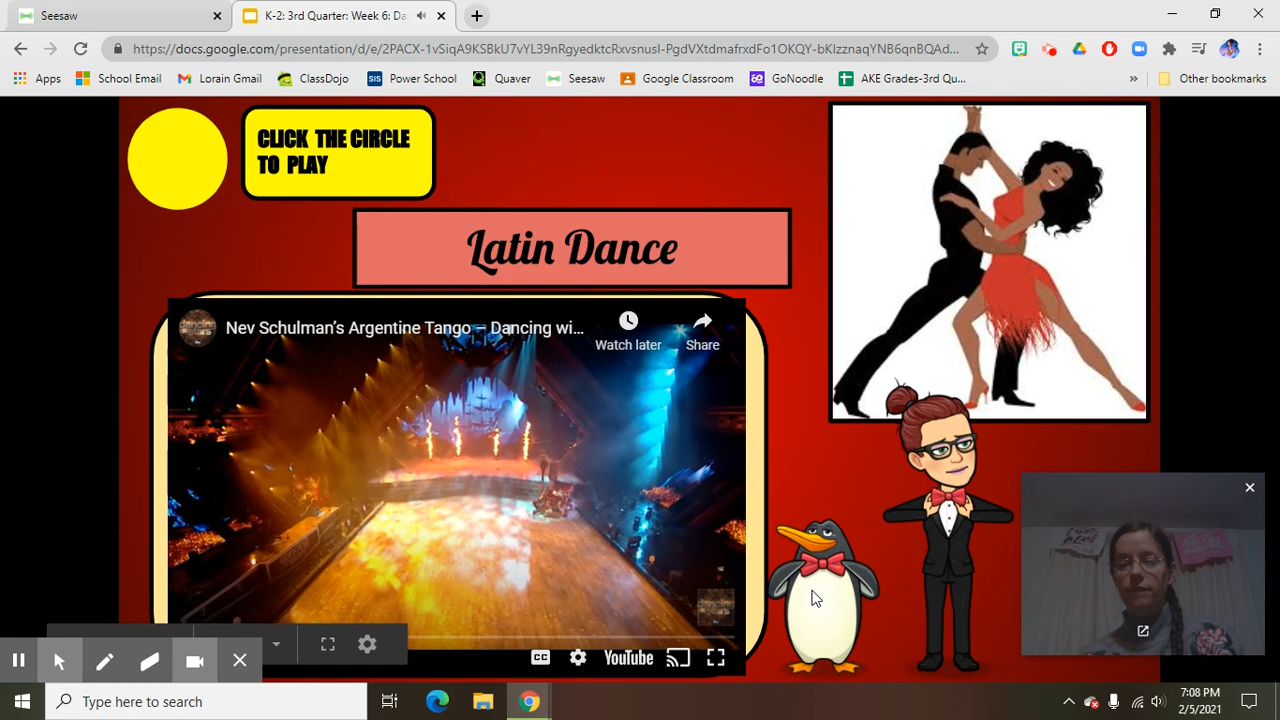 Seesaw
K-2: 3rd Quarter: Week 6: Da
https://docs.google.com/presentation/d/e/2PACX-1vSiqA9KSBkU7vYL39nRgyedktcRxvsnusI-PgdVXtdmafrxdFo1OKQY-bKIzznaqYNB6qnBQAd...
Apps
School Email
Lorain Gmail
ClassDojo
SIS
Power School
Quaver
Seesaw
Google Classroom
GoNoodle
AKE Grades-3rd Qu...
»
Other bookmarks
CLICK THE CIRCLE
TO PLAY
Latin Dance
Nev Schulman's Argentine Tango – Dancing wi...
Watch later
Share
CC
YouTube
Type here to search
7:08 PM
2/5/2021